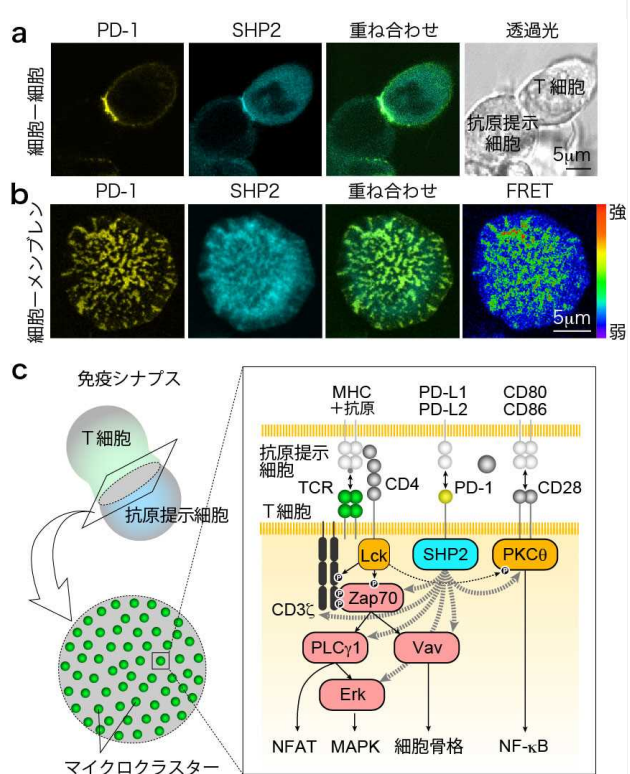 a
PD-1
SHP2
重ね合わせ
透過光
細胞ー細胞
T細胞
抗原提示
細胞
5μm
b
PD-1
SHP2
重ね合わせ
FRET
細胞ーメンブレン
強
5μm
弱
c
免疫シナプス
T細胞
抗原提示細胞
マイクロクラスター
MHC
+抗原
PD-L1
PD-L2
CD80
CD86
抗原提示
細胞
TCR
CD4
PD-1
CD28
T細胞
Lck
SHP2
PKCθ
P
P
P
P
P
Zap70
CD3ζ
PLCγ1
Vav
Erk
NFAT
MAPK
細胞骨格
NF-κB